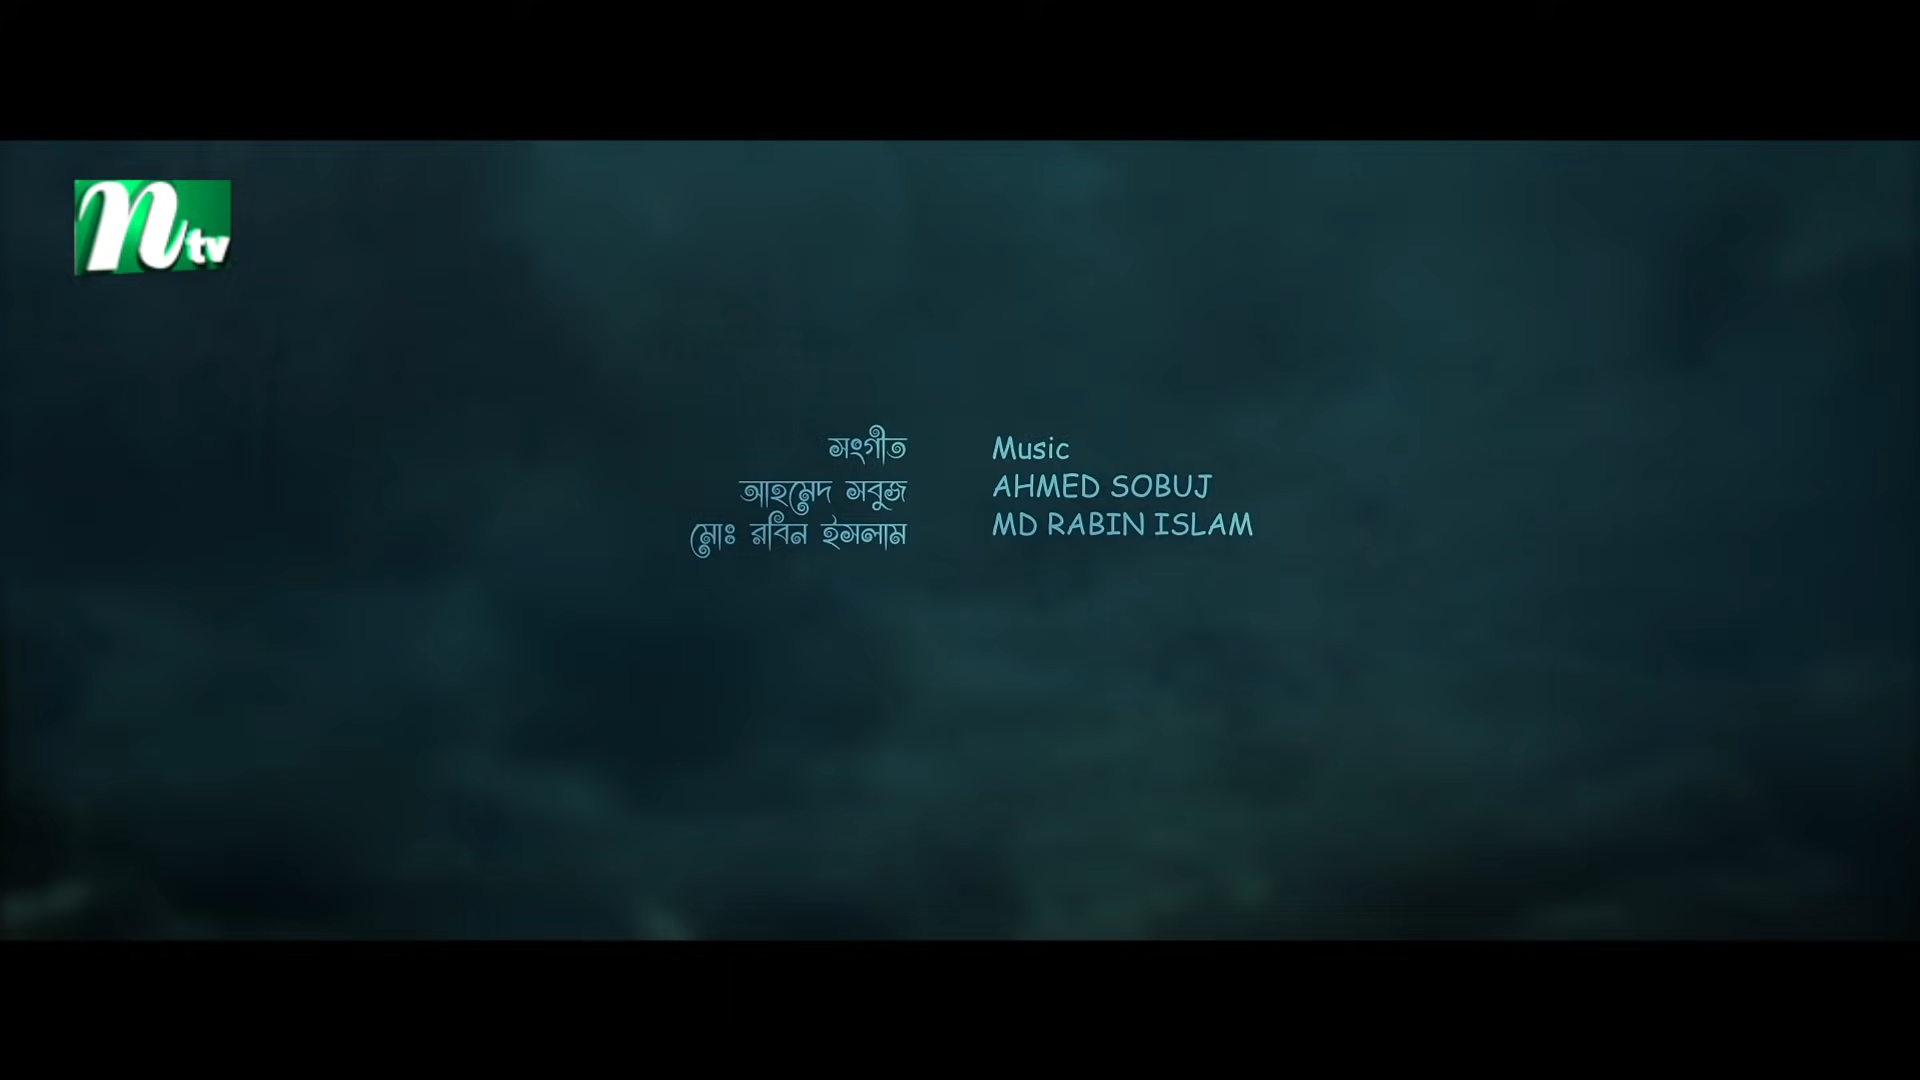 ntv
সংগীত
আহমেদ সবুজ
মোঃ রবিন ইসলাম
Music
AHMED SOBUJ
MD RABIN ISLAM